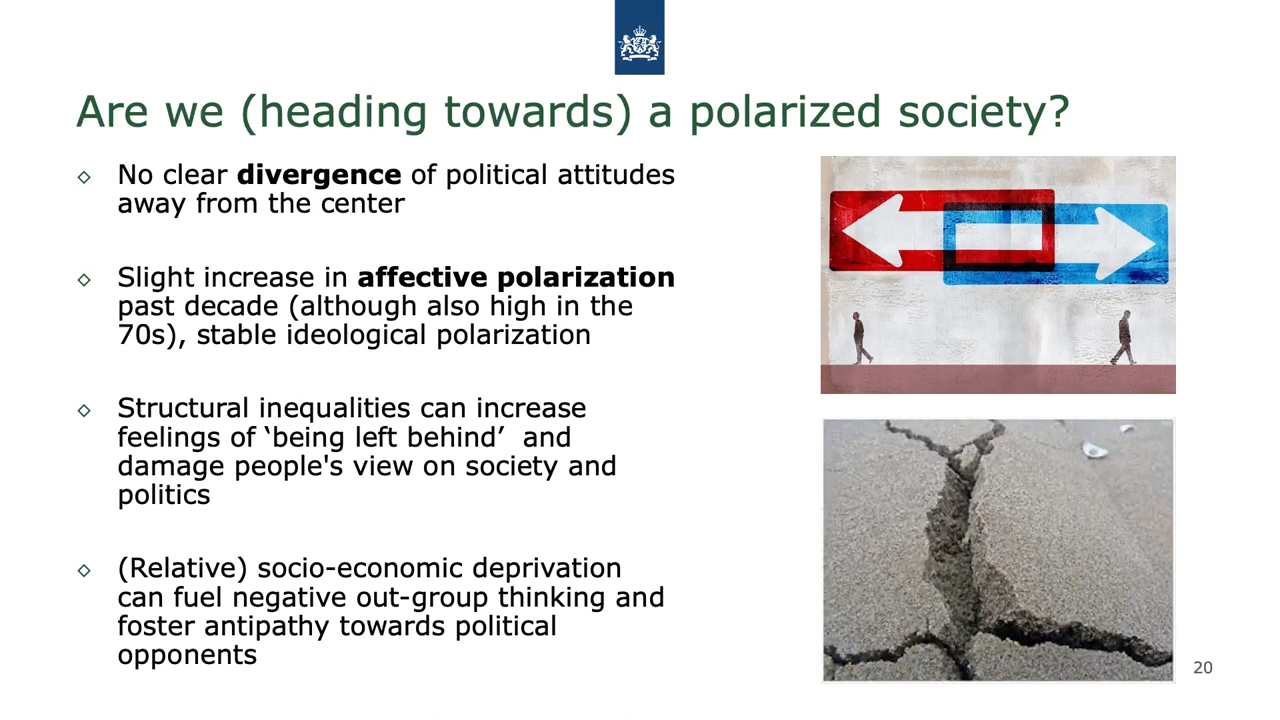 Are we (heading towards) a polarized society?
No clear divergence of political attitudes
away from the center
Slight increase in affective polarization
past decade (although also high in the
70s), stable ideological polarization
Structural inequalities can increase
feelings of ‘being left behind’  and
damage people's view on society and
politics
(Relative) socio-economic deprivation
can fuel negative out-group thinking and
foster antipathy towards political
opponents
20